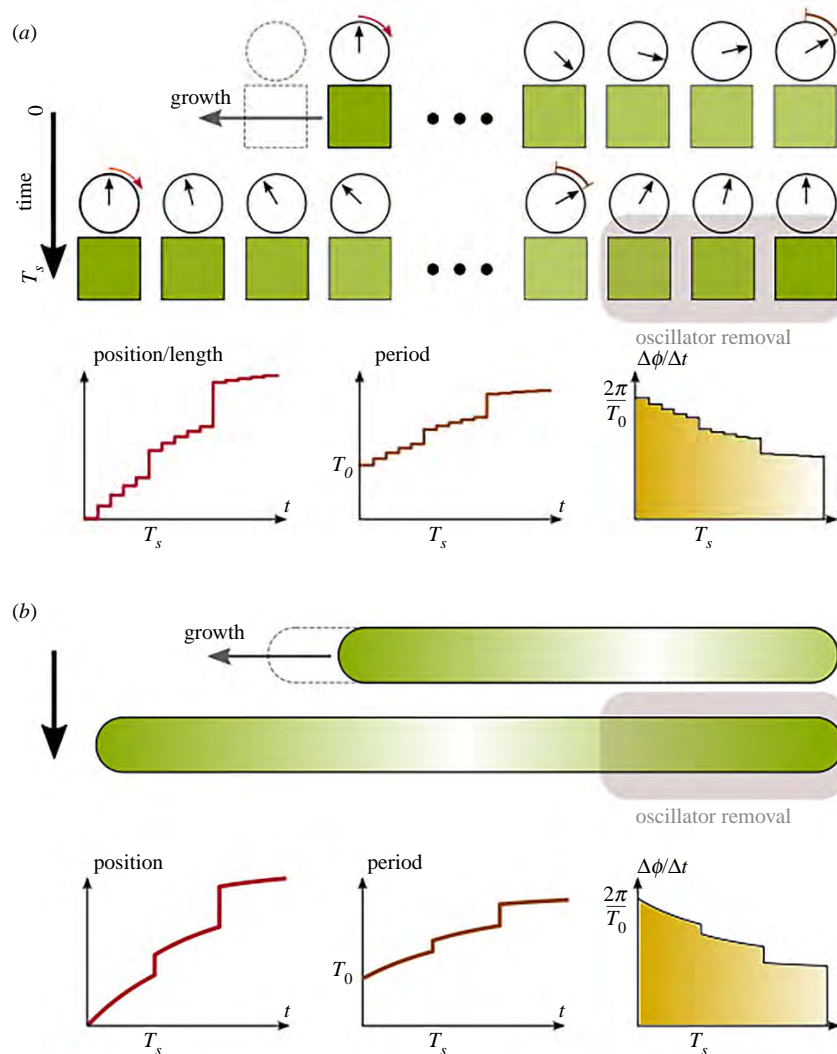 (a)
growth
0
time
T_s
oscillator removal
position/length
period
Δϕ/Δt
2π/T_0
T_0
t
t
T_s
T_s
T_s
(b)
growth
oscillator removal
position
period
Δϕ/Δt
2π/T_0
T_0
t
t
T_s
T_s
T_s